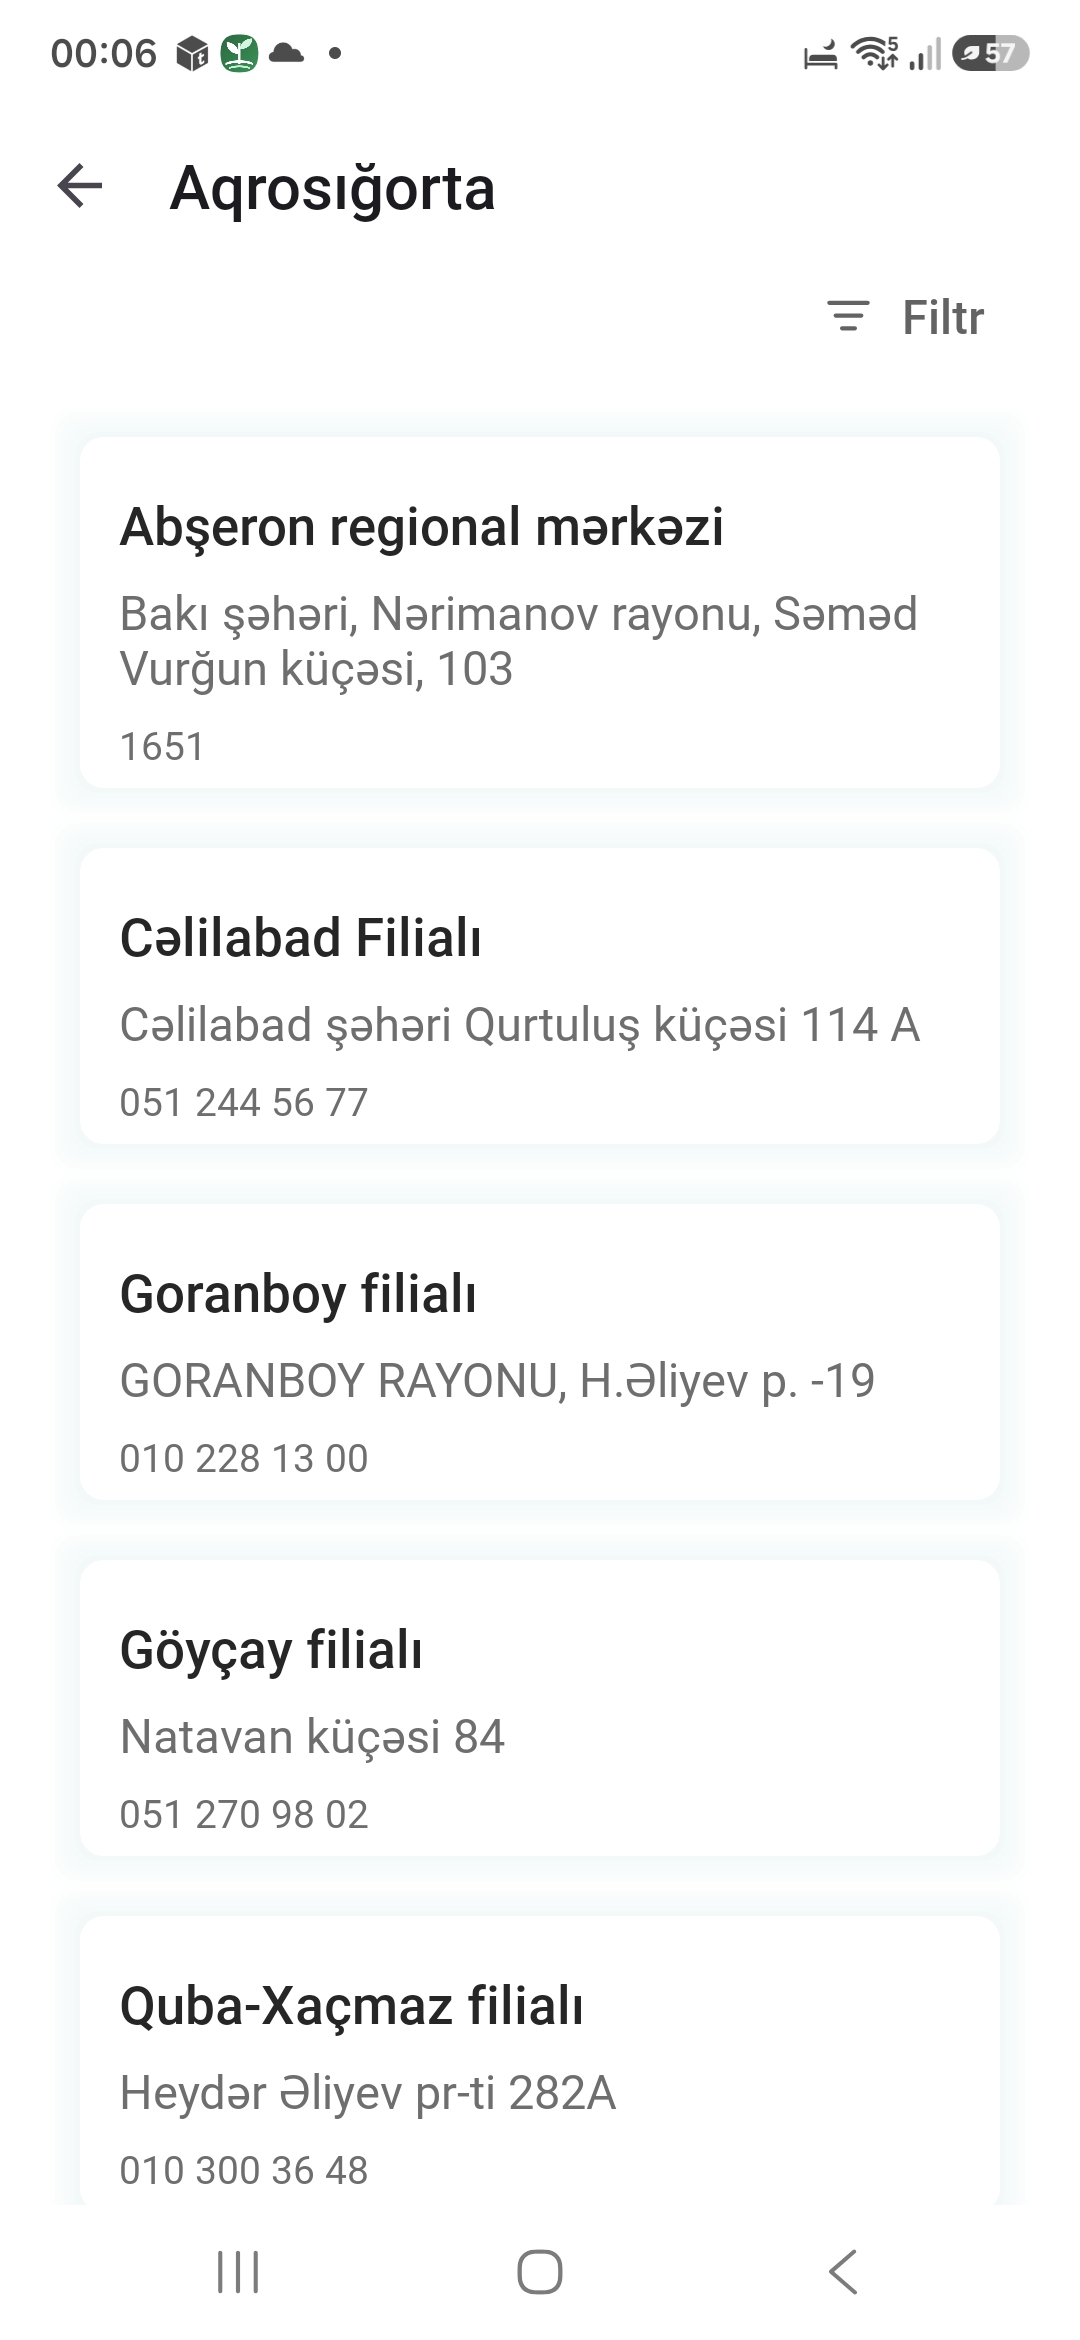 00:06
5
57
Aqrosığorta
Filtr
Abşeron regional mərkəzi
Bakı şəhəri, Nərimanov rayonu, Səməd
Vurğun küçəsi, 103
1651
Cəlilabad Filialı
Cəlilabad şəhəri Qurtuluş küçəsi 114 A
051 244 56 77
Goranboy filialı
GORANBOY RAYONU, H.Əliyev p. -19
010 228 13 00
Göyçay filialı
Natavan küçəsi 84
051 270 98 02
Quba-Xaçmaz filialı
Heydər Əliyev pr-ti 282A
010 300 36 48